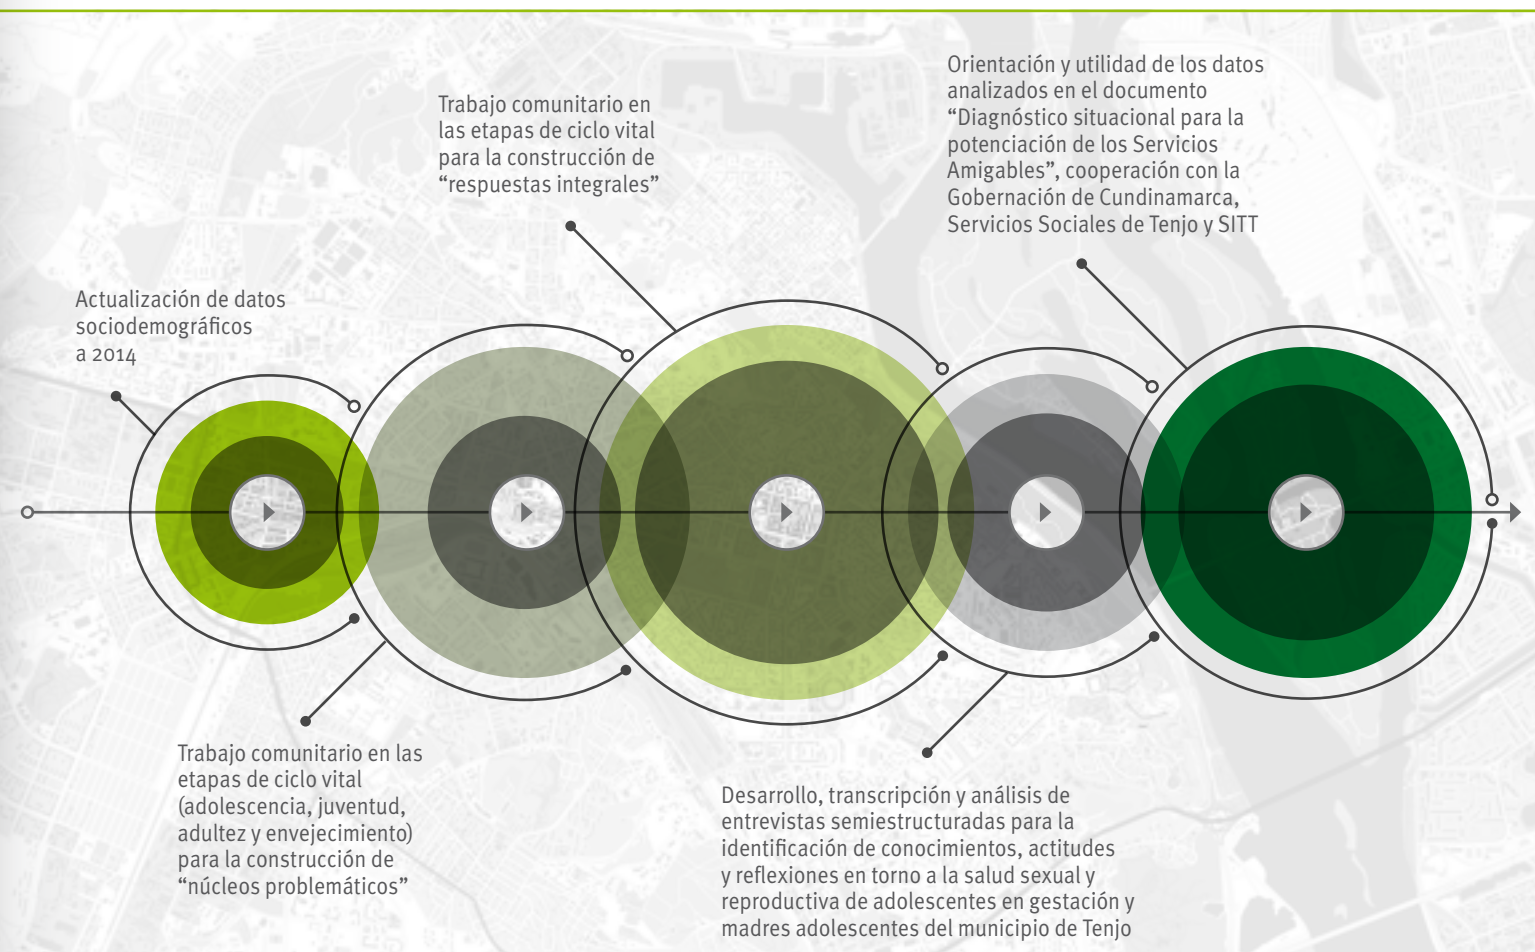 Actualización de datos
sociodemográficos
a 2014
Trabajo comunitario en las
etapas de ciclo vital
(adolescencia, juventud,
adultez y envejecimiento)
para la construcción de
“núcleos problemáticos”
Trabajo comunitario en
las etapas de ciclo vital
para la construcción de
“respuestas integrales”
Desarrollo, transcripción y análisis de
entrevistas semiestructuradas para la
identificación de conocimientos, actitudes
y reflexiones en torno a la salud sexual y
reproductiva de adolescentes en gestación y
madres adolescentes del municipio de Tenjo
Orientación y utilidad de los datos
analizados en el documento
“Diagnóstico situacional para la
potenciación de los Servicios
Amigables”, cooperación con la
Gobernación de Cundinamarca,
Servicios Sociales de Tenjo y SITT